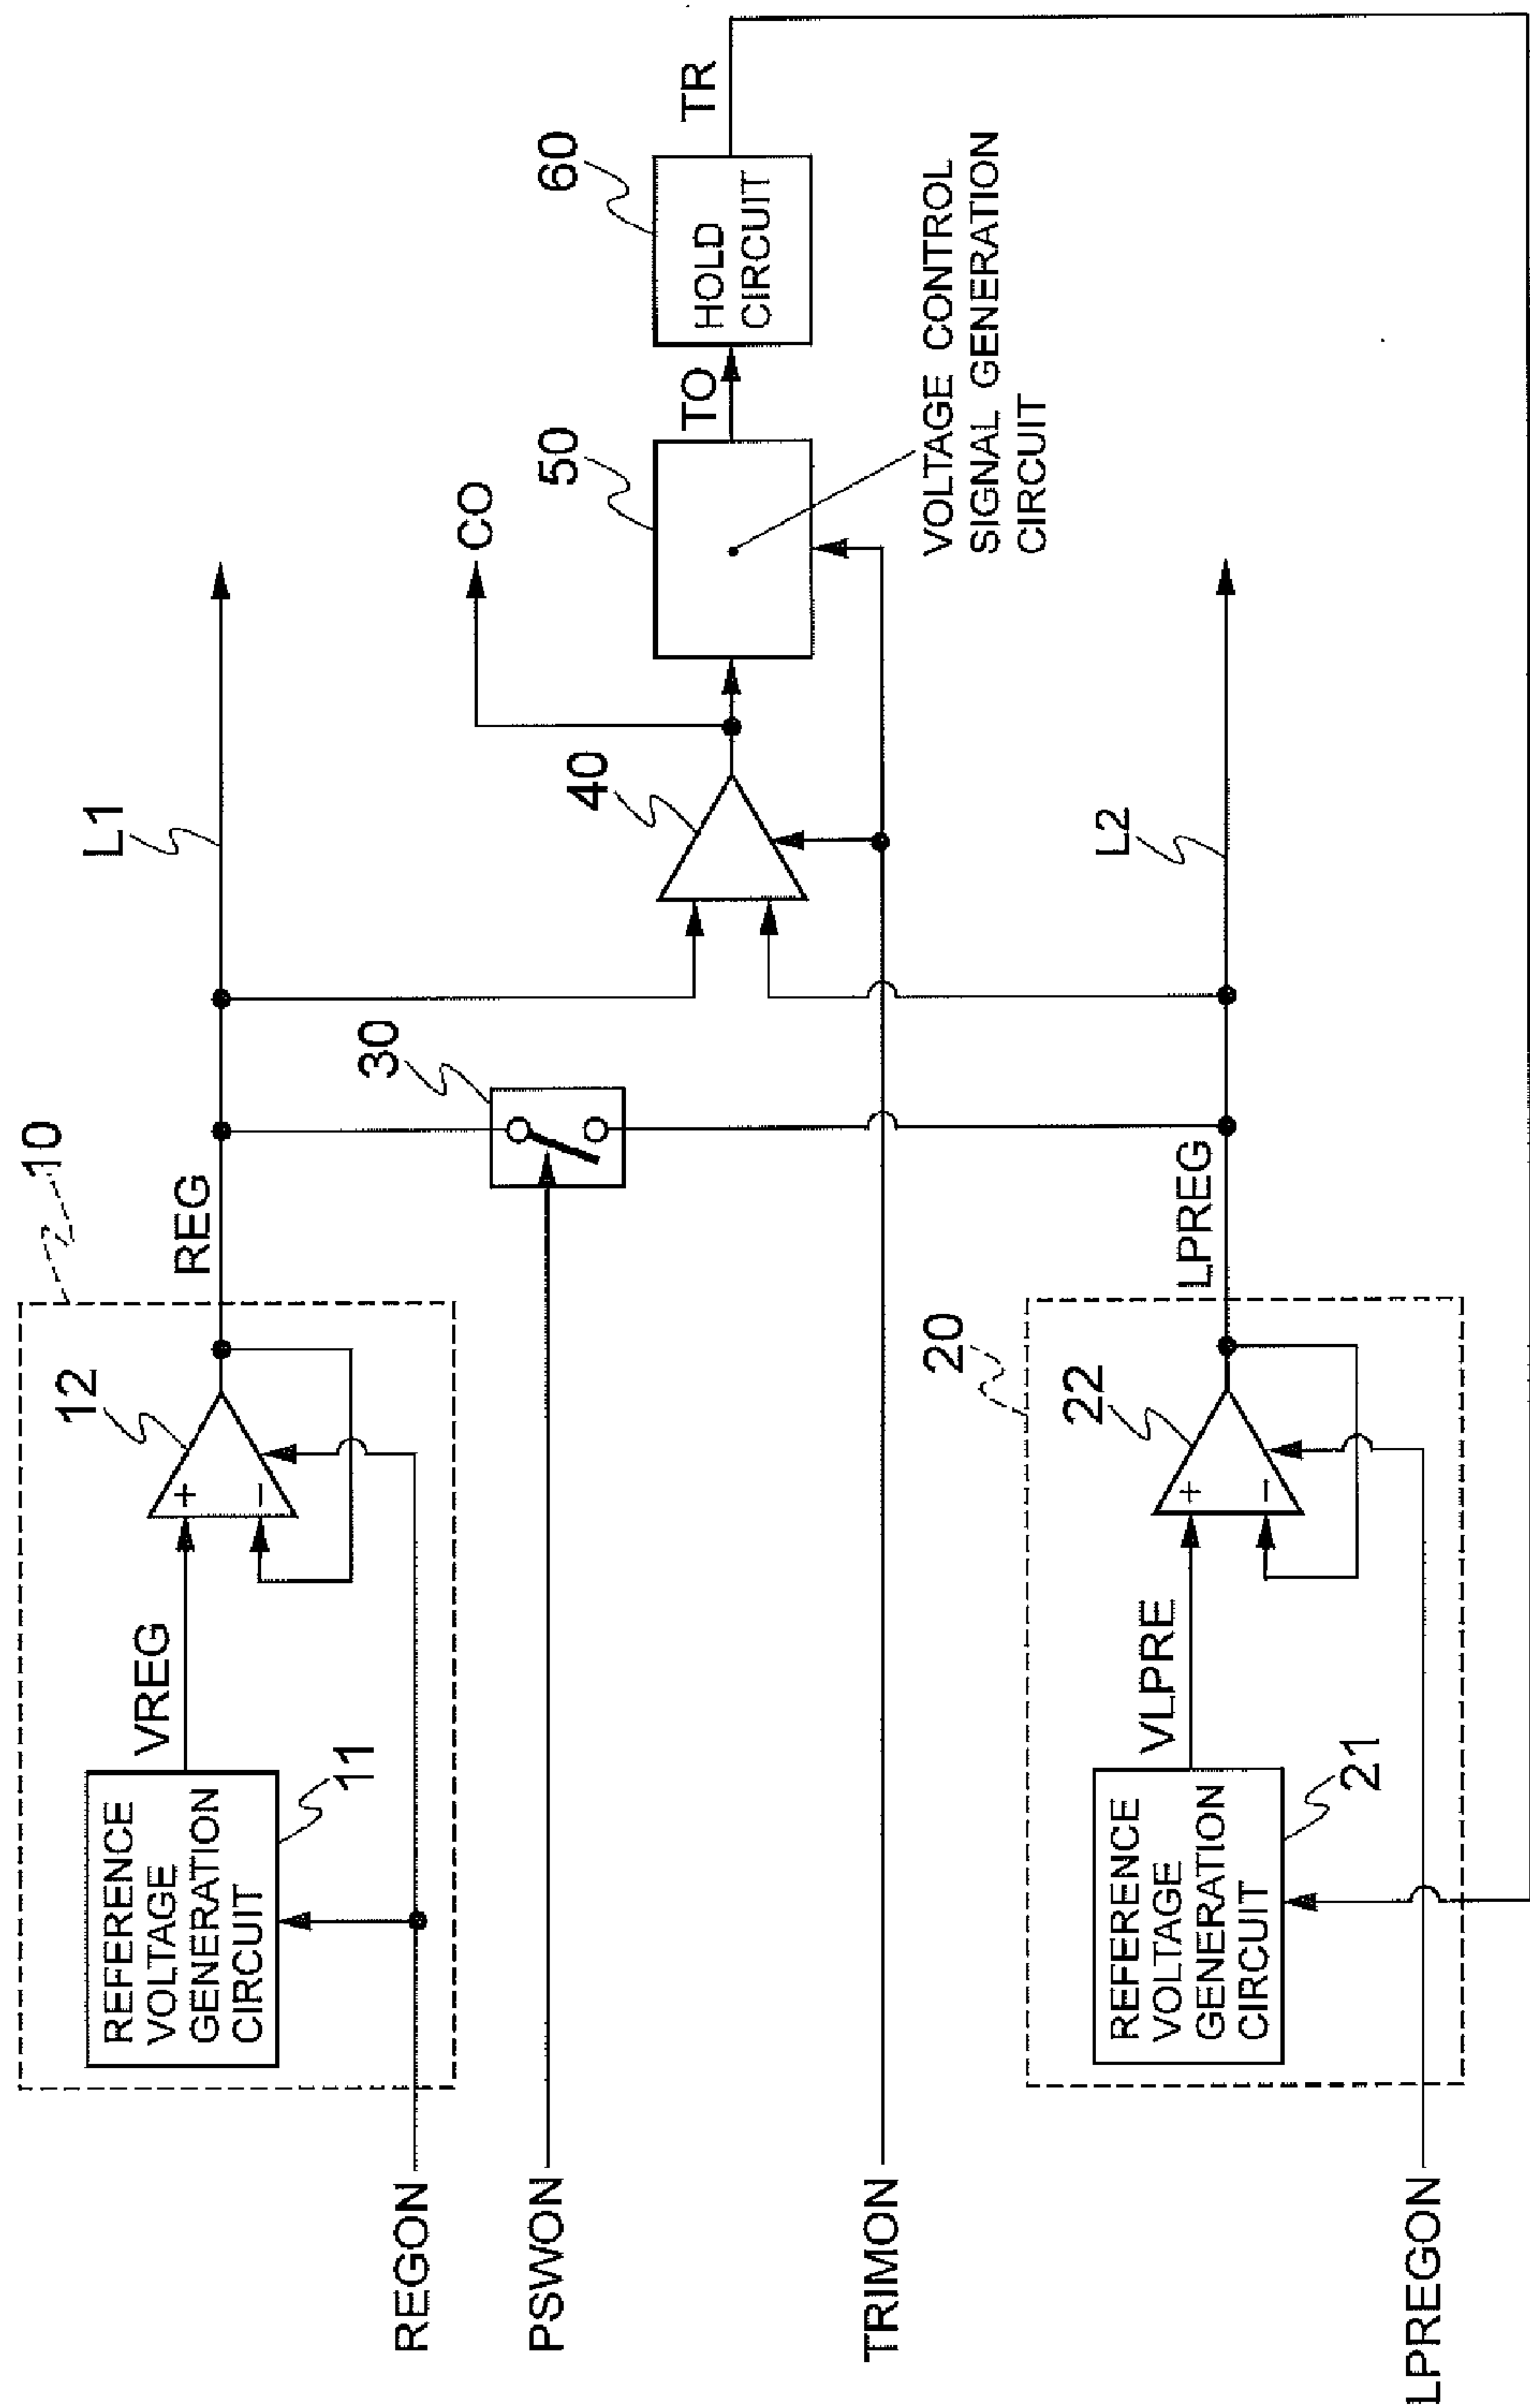 10
REFERENCE
VOLTAGE
GENERATION
CIRCUIT
11
VREG
12
REG
L1
REGON
30
PSWON
40
CO
50
TO
60
HOLD
CIRCUIT
TR
VOLTAGE CONTROL
SIGNAL GENERATION
CIRCUIT
TRIMON
20
REFERENCE
VOLTAGE
GENERATION
CIRCUIT
21
VLPRE
22
LPREG
L2
LPREGON
+
−
+
−